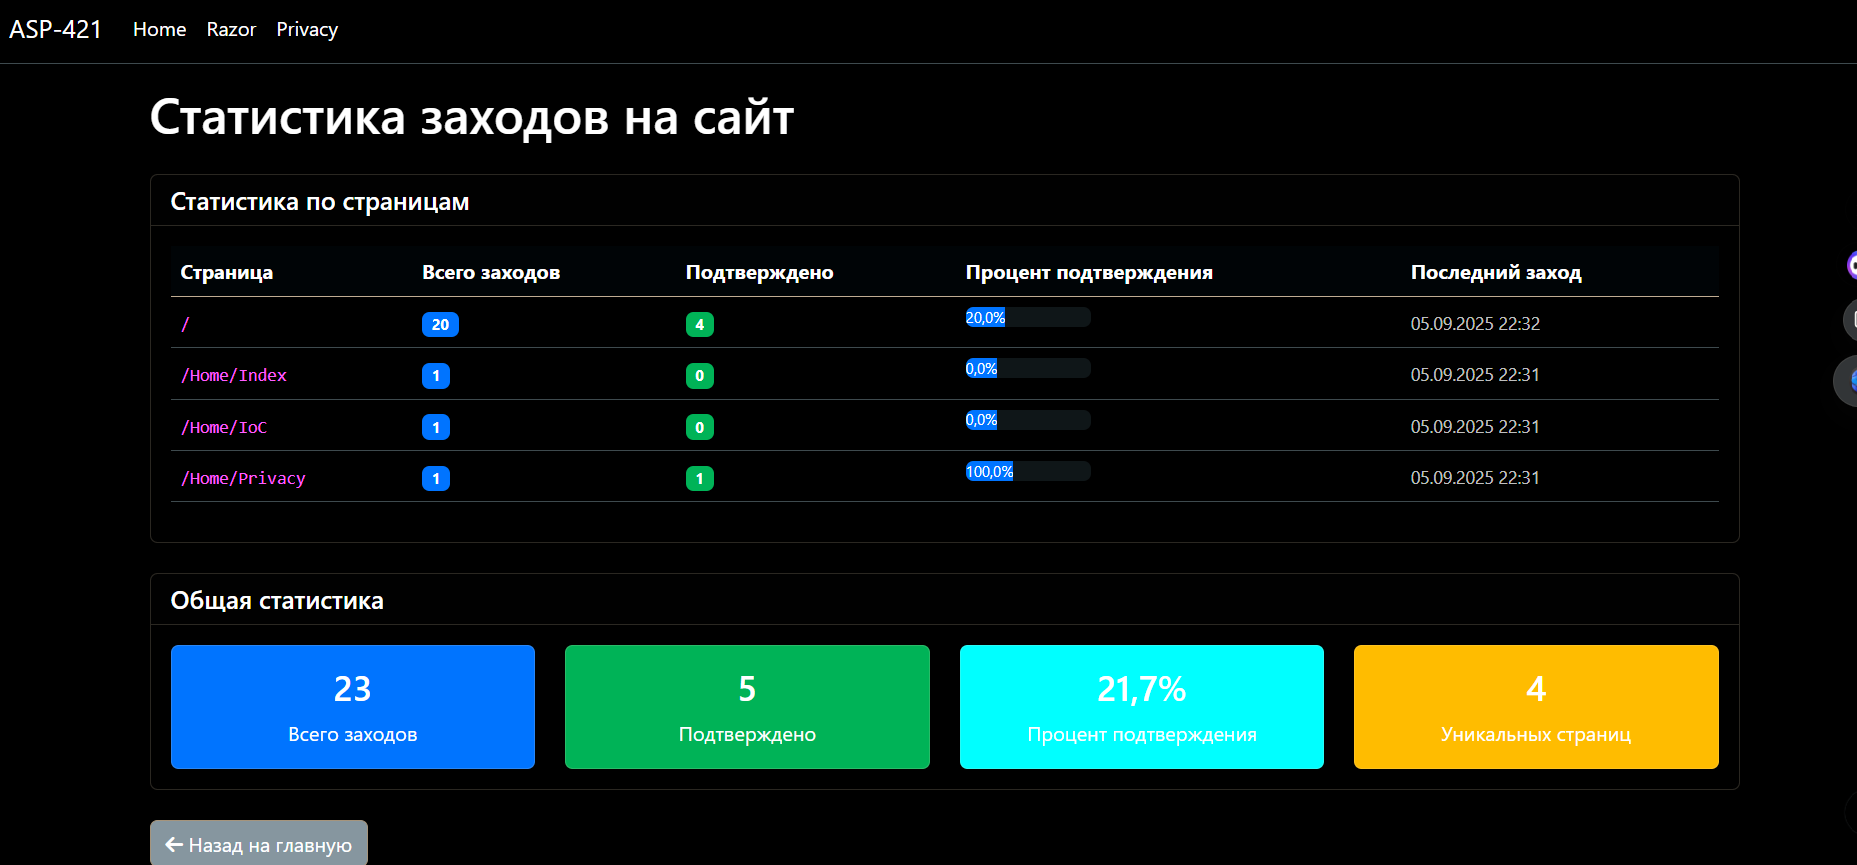 ASP-421 Home Razor Privacy
Статистика заходов на сайт
Статистика по страницам
Страница Всего заходов Подтверждено Процент подтверждения Последний заход
/ 20 4 20,0% 05.09.2025 22:32
/Home/Index 1 0 0,0% 05.09.2025 22:31
/Home/IoC 1 0 0,0% 05.09.2025 22:31
/Home/Privacy 1 1 100,0% 05.09.2025 22:31
Общая статистика
23 5 21,7% 4
Всего заходов Подтверждено Процент подтверждения Уникальных страниц
Назад на главную